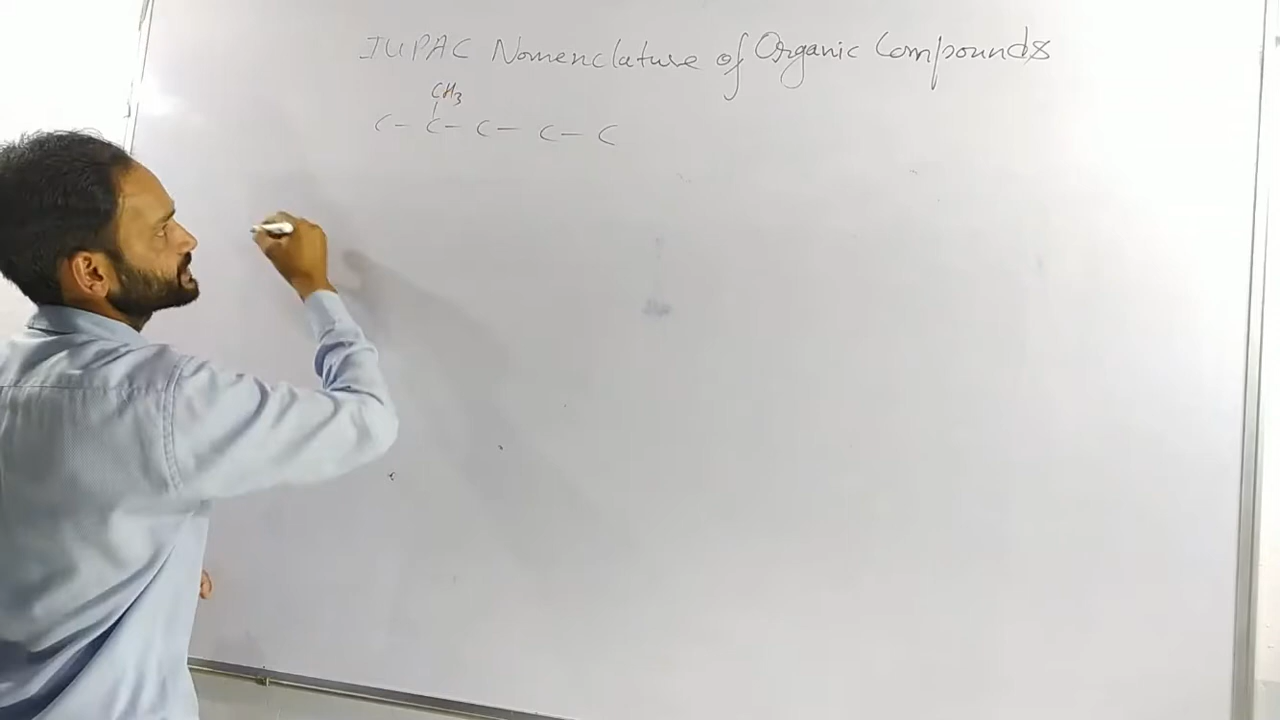 IUPAC Nomenclature of Organic Compounds
CH3
C - C - C - C - C